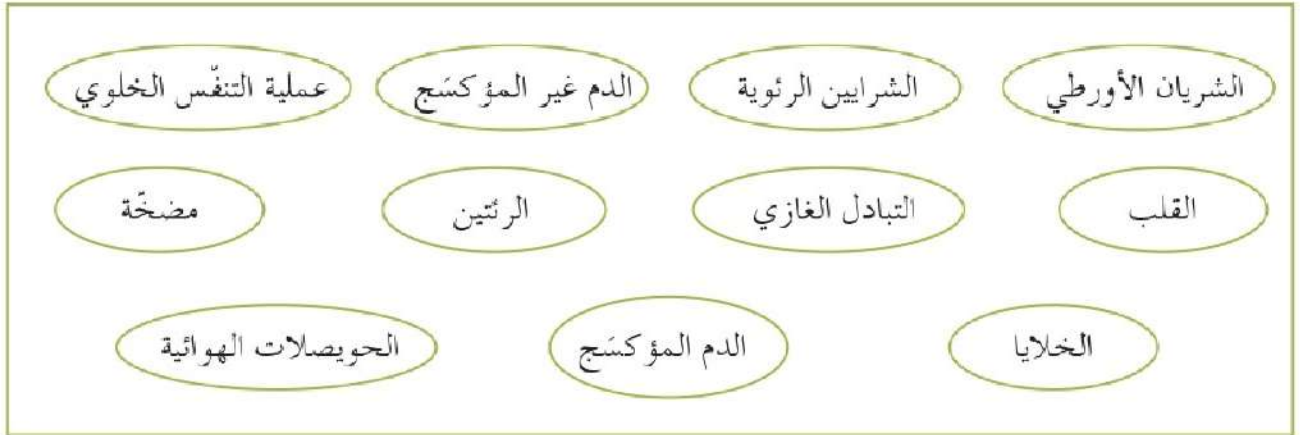 الشريان الأورطي الشرايين الرئوية الدم غير المؤكسَج عملية التنفّس الخلوي
القلب التبادل الغازي الرئتين مضخّة
الخلايا الدم المؤكسَج الحويصلات الهوائية